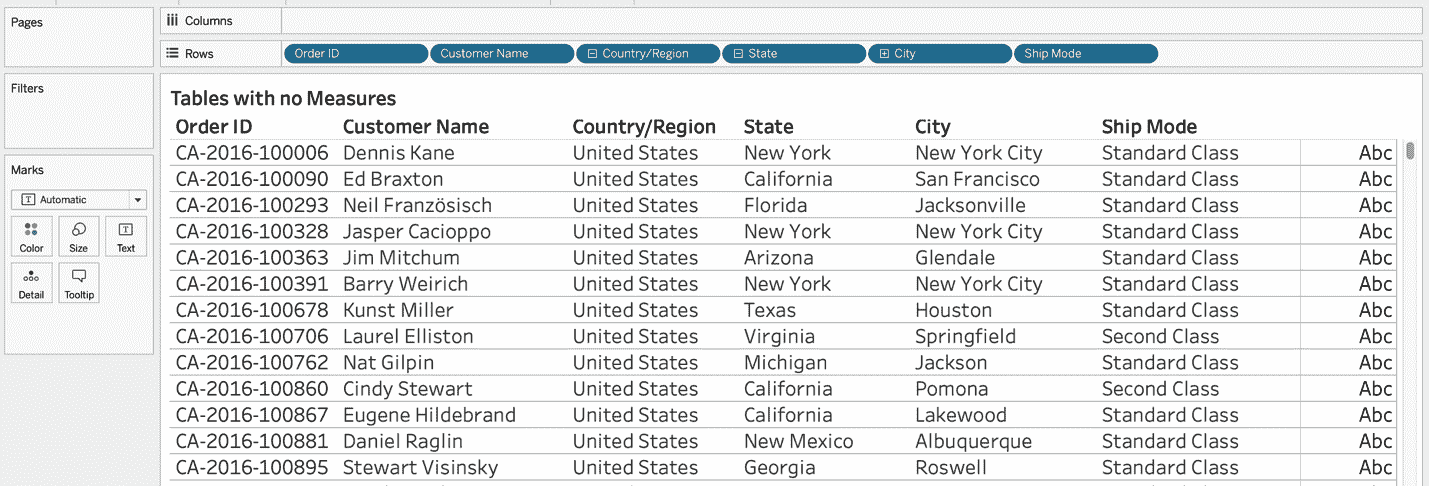 Pages
Columns
Rows Order ID Customer Name Country/Region State City Ship Mode
Filters
Marks
Automatic
Color Size Text
Detail Tooltip
Tables with no Measures
Order ID Customer Name Country/Region State City Ship Mode
CA-2016-100006 Dennis Kane United States New York New York City Standard Class Abc
CA-2016-100090 Ed Braxton United States California San Francisco Standard Class Abc
CA-2016-100293 Neil Französisch United States Florida Jacksonville Standard Class Abc
CA-2016-100328 Jasper Cacioppo United States New York New York City Standard Class Abc
CA-2016-100363 Jim Mitchum United States Arizona Glendale Standard Class Abc
CA-2016-100391 Barry Weirich United States New York New York City Standard Class Abc
CA-2016-100678 Kunst Miller United States Texas Houston Standard Class Abc
CA-2016-100706 Laurel Elliston United States Virginia Springfield Second Class Abc
CA-2016-100762 Nat Gilpin United States Michigan Jackson Standard Class Abc
CA-2016-100860 Cindy Stewart United States California Pomona Second Class Abc
CA-2016-100867 Eugene Hildebrand United States California Lakewood Standard Class Abc
CA-2016-100881 Daniel Raglin United States New Mexico Albuquerque Standard Class Abc
CA-2016-100895 Stewart Visinsky United States Georgia Roswell Standard Class Abc